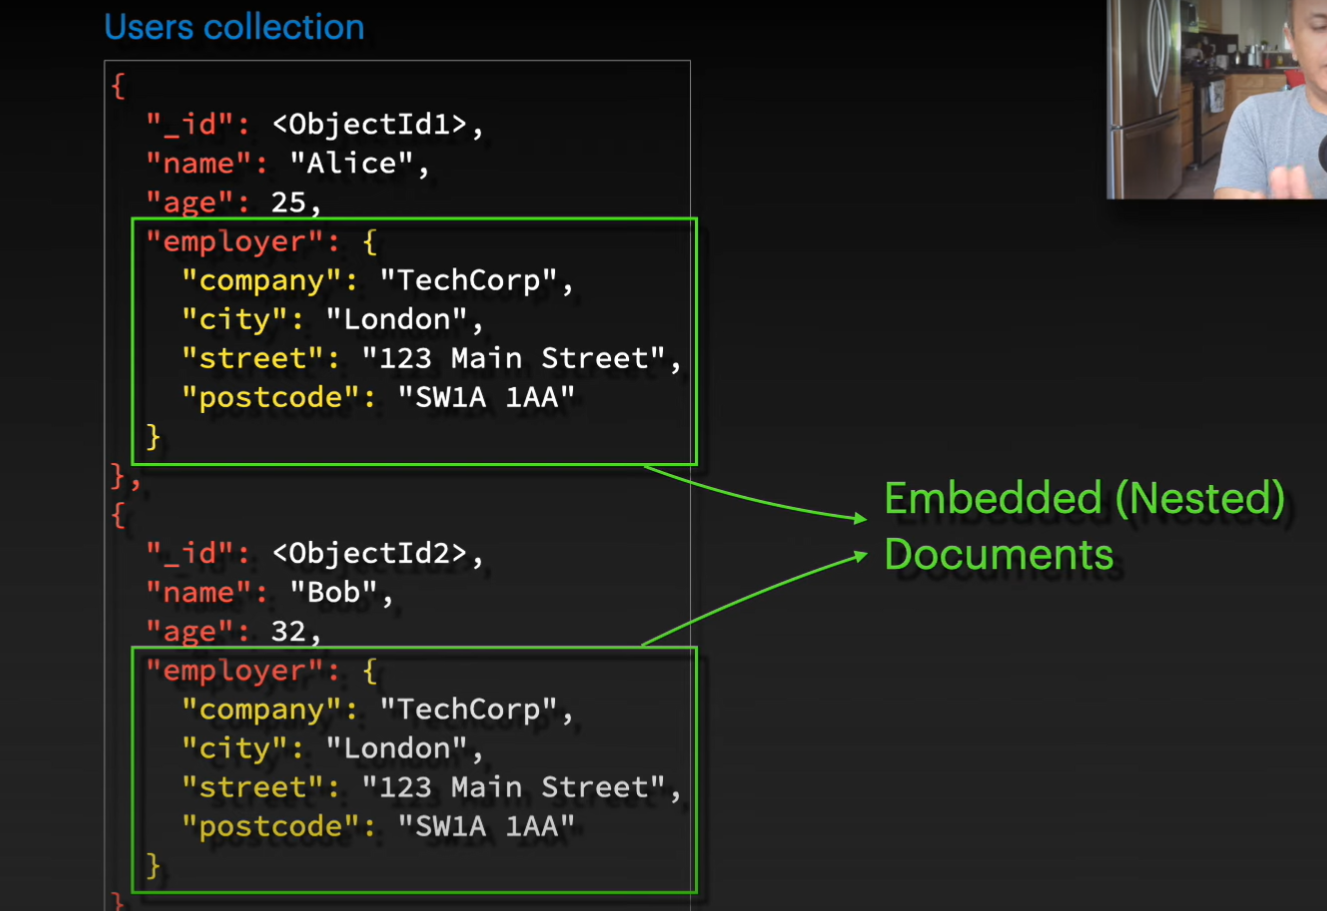 Users collection
{
"_id": <ObjectId1>,
"name": "Alice",
"age": 25,
"employer": {
"company": "TechCorp",
"city": "London",
"street": "123 Main Street",
"postcode": "SW1A 1AA"
}
},
{
"_id": <ObjectId2>,
"name": "Bob",
"age": 32,
"employer": {
"company": "TechCorp",
"city": "London",
"street": "123 Main Street",
"postcode": "SW1A 1AA"
}
}
Embedded (Nested)
Documents